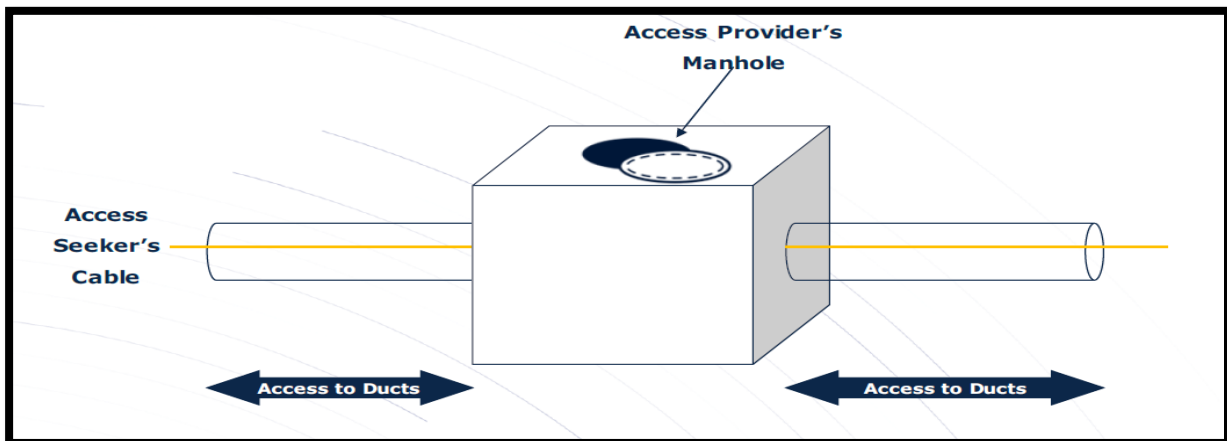 Access Provider’s
Manhole
Access
Seeker’s
Cable
Access to Ducts
Access to Ducts